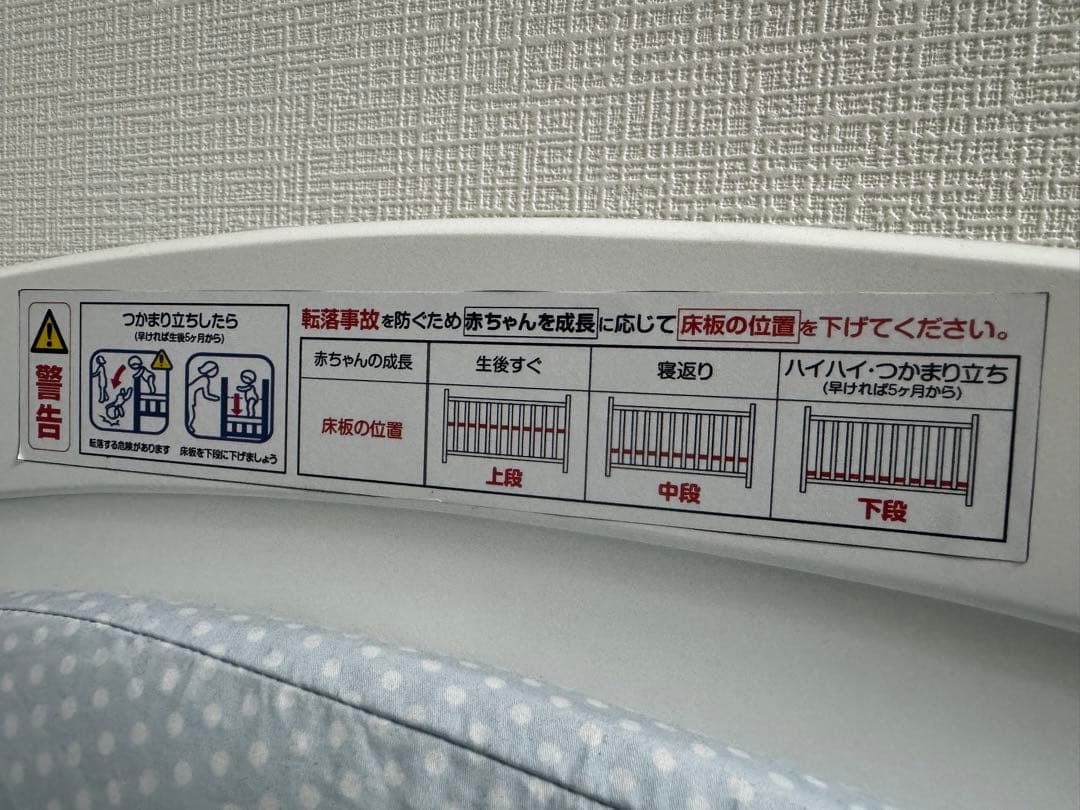 警告
つかまり立ちしたら
(早ければ生後5ヶ月から)
転落する危険があります
床板を下段に下げましょう
転落事故を防ぐため赤ちゃんを成長に応じて床板の位置を下げてください。
赤ちゃんの成長
生後すぐ
寝返り
ハイハイ・つかまり立ち
(早ければ5ヶ月から)
床板の位置
上段
中段
下段